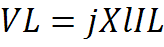 VL = jXlIL